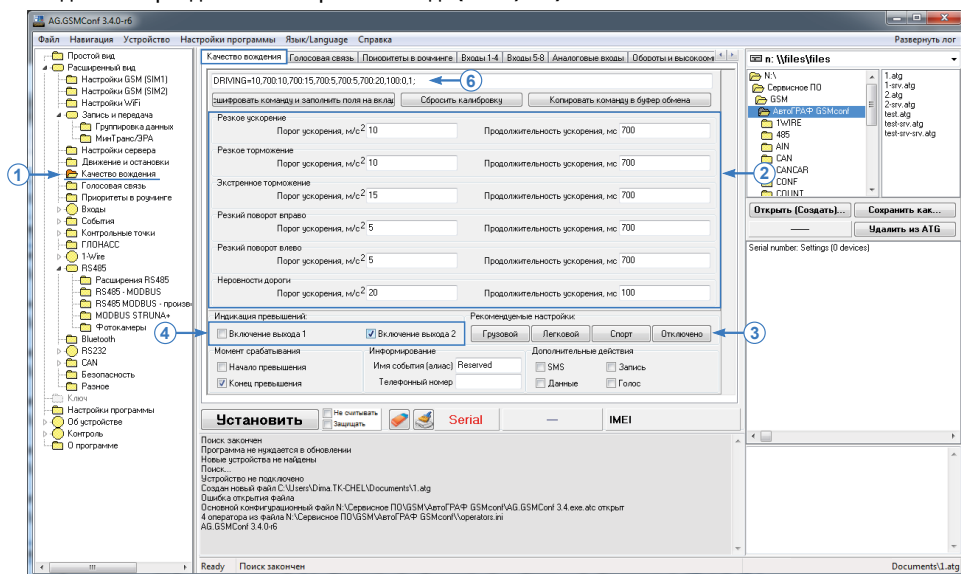 AG.GSMConf 3.4.0-r6
Файл Навигация Устройство Настройки программы Язык/Language Справка
Развернуть лог
Простой вид
Расширенный вид
Настройки GSM (SIM1)
Настройки GSM (SIM2)
Настройки WiFi
Запись и передача
Группировка данных
МинТранс/ЭРА
Настройки сервера
Движение и остановки
1
Качество вождения
Голосовая связь
Приоритеты в роуминге
Входы
События
Контрольные точки
ГЛОНАСС
1-Wire
RS485
Расширения RS485
RS485 - MODBUS
RS485 MODBUS - произв
MODBUS STRUNA+
Фотокамеры
Bluetooth
RS232
CAN
Безопасность
Разное
Ключ
Настройки программы
Об устройстве
Контроль
О программе
Качество вождения Голосовая связь Приоритеты в роуминге Входы 1-4 Входы 5-8 Аналоговые входы Обороты и высокоомн
DRIVING=10,700:10,700:15,700:5,700:5,700:20,100:0,1;
6
сшифровать команду и заполнить поля на вклад
Сбросить калибровку
Копировать команду в буфер обмена
Резкое ускорение
Порог ускорения, м/с2 10 Продолжительность ускорения, мс 700
Резкое торможение
Порог ускорения, м/с2 10 Продолжительность ускорения, мс 700
2
Экстренное торможение
Порог ускорения, м/с2 15 Продолжительность ускорения, мс 700
Резкий поворот вправо
Порог ускорения, м/с2 5 Продолжительность ускорения, мс 700
Резкий поворот влево
Порог ускорения, м/с2 5 Продолжительность ускорения, мс 700
Неровности дороги
Порог ускорения, м/с2 20 Продолжительность ускорения, мс 100
Индикация превышений:
4
Включение выхода 1 Включение выхода 2
Рекомендуемые настройки:
Грузовой Легковой Спорт Отключено
3
Момент срабатывания
Начало превышения
Конец превышения
Информирование
Имя события (алиас) Reserved
Телефонный номер
Дополнительные действия
SMS Запись
Данные Голос
Установить
Не считывать
Защищать
Serial
—
IMEI
Поиск закончен
Программа не нуждается в обновлении
Новые устройства не найдены
Поиск...
Устройство не подключено
Создан новый файл C:\Users\Dima.TK-CHEL\Documents\1.atg
Ошибка открытия файла
Основной конфигурационный файл N:\Сервисное ПО\GSM\АвтоГРАФ GSMconf\AG.GSMConf 3.4.exe.atc открыт
4 оператора из файла N:\Сервисное ПО\GSM\АвтоГРАФ GSMconf\\operators.ini
AG.GSMConf 3.4.0-r6
n: \\files\files
N:\
Сервисное ПО
GSM
АвтоГРАФ GSMconf
1WIRE
485
AIN
CAN
CANCAR
CONF
COUNT
1.atg
1-srv.atg
2.atg
2-srv.atg
test.atg
test-srv.atg
test-srv-srv.atg
Открыть (Создать)...
Сохранить как...
——
Удалить из ATG
Serial number: Settings (0 devices)
Ready Поиск закончен
Documents\1.atg